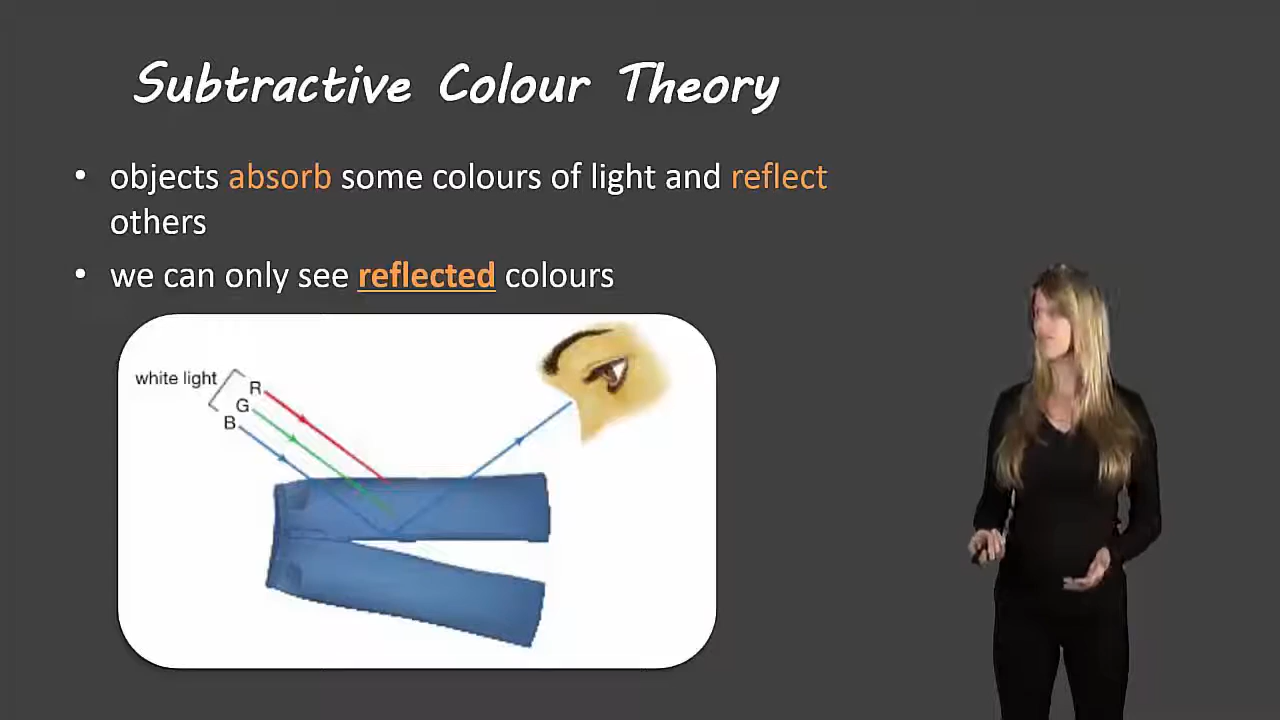 Subtractive Colour Theory
• objects absorb some colours of light and reflect
others
• we can only see reflected colours
white light
R
G
B